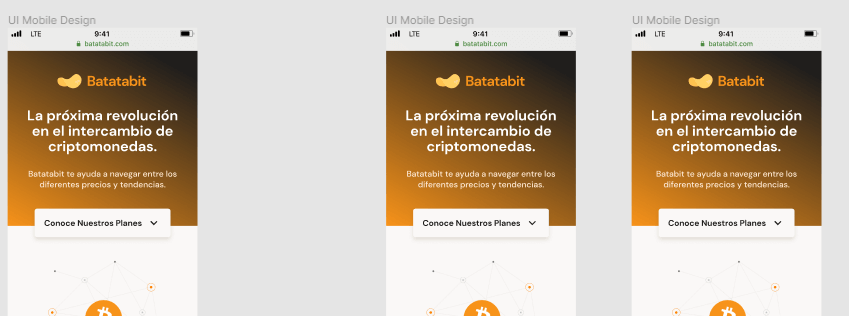 UI Mobile Design
LTE
9:41
batatabit.com
Batatabit
La próxima revolución
en el intercambio de
criptomonedas.
Batatabit te ayuda a navegar entre los
diferentes precios y tendencias.
Conoce Nuestros Planes
UI Mobile Design
LTE
9:41
batatabit.com
Batatabit
La próxima revolución
en el intercambio de
criptomonedas.
Batatabit te ayuda a navegar entre los
diferentes precios y tendencias.
Conoce Nuestros Planes
UI Mobile Design
LTE
9:41
batatabit.com
Batatabit
La próxima revolución
en el intercambio de
criptomonedas.
Batabit te ayuda a navegar entre los
diferentes precios y tendencias.
Conoce Nuestros Planes